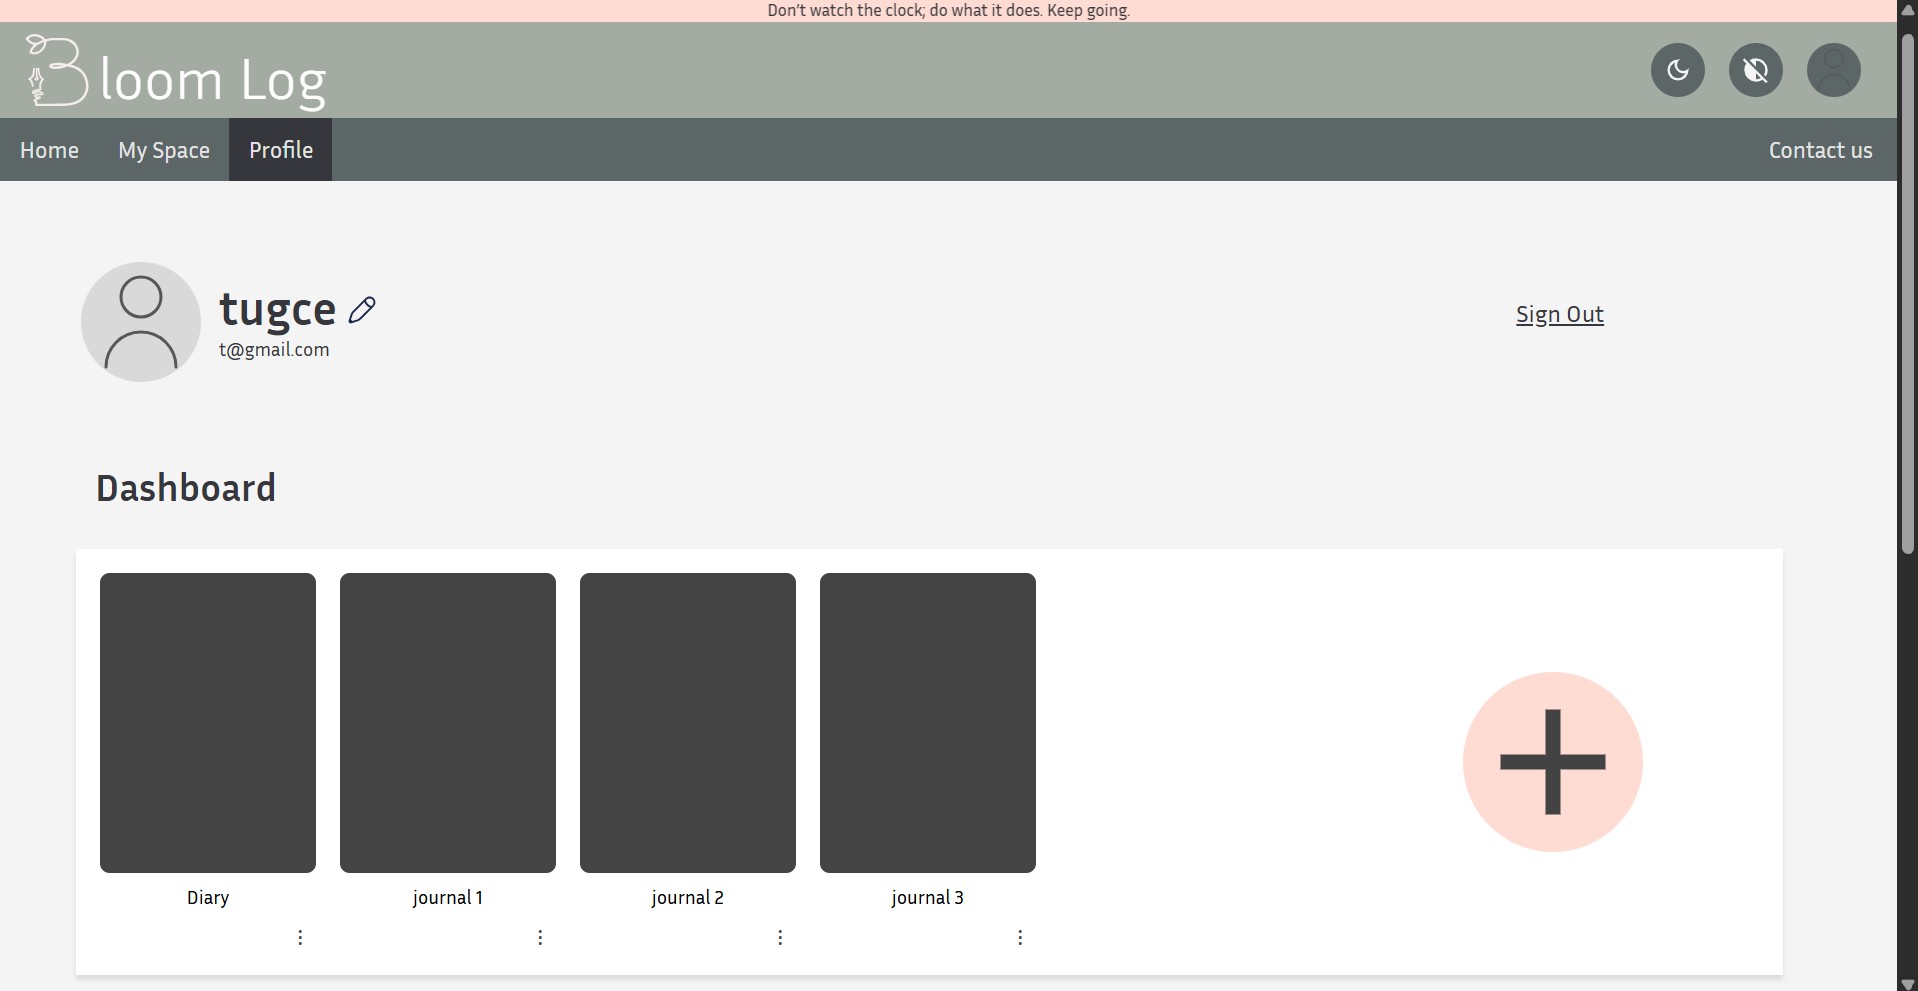 Don't watch the clock; do what it does. Keep going.
Bloom Log
Home My Space Profile Contact us
tugce
t@gmail.com
Sign Out
Dashboard
Diary journal 1 journal 2 journal 3